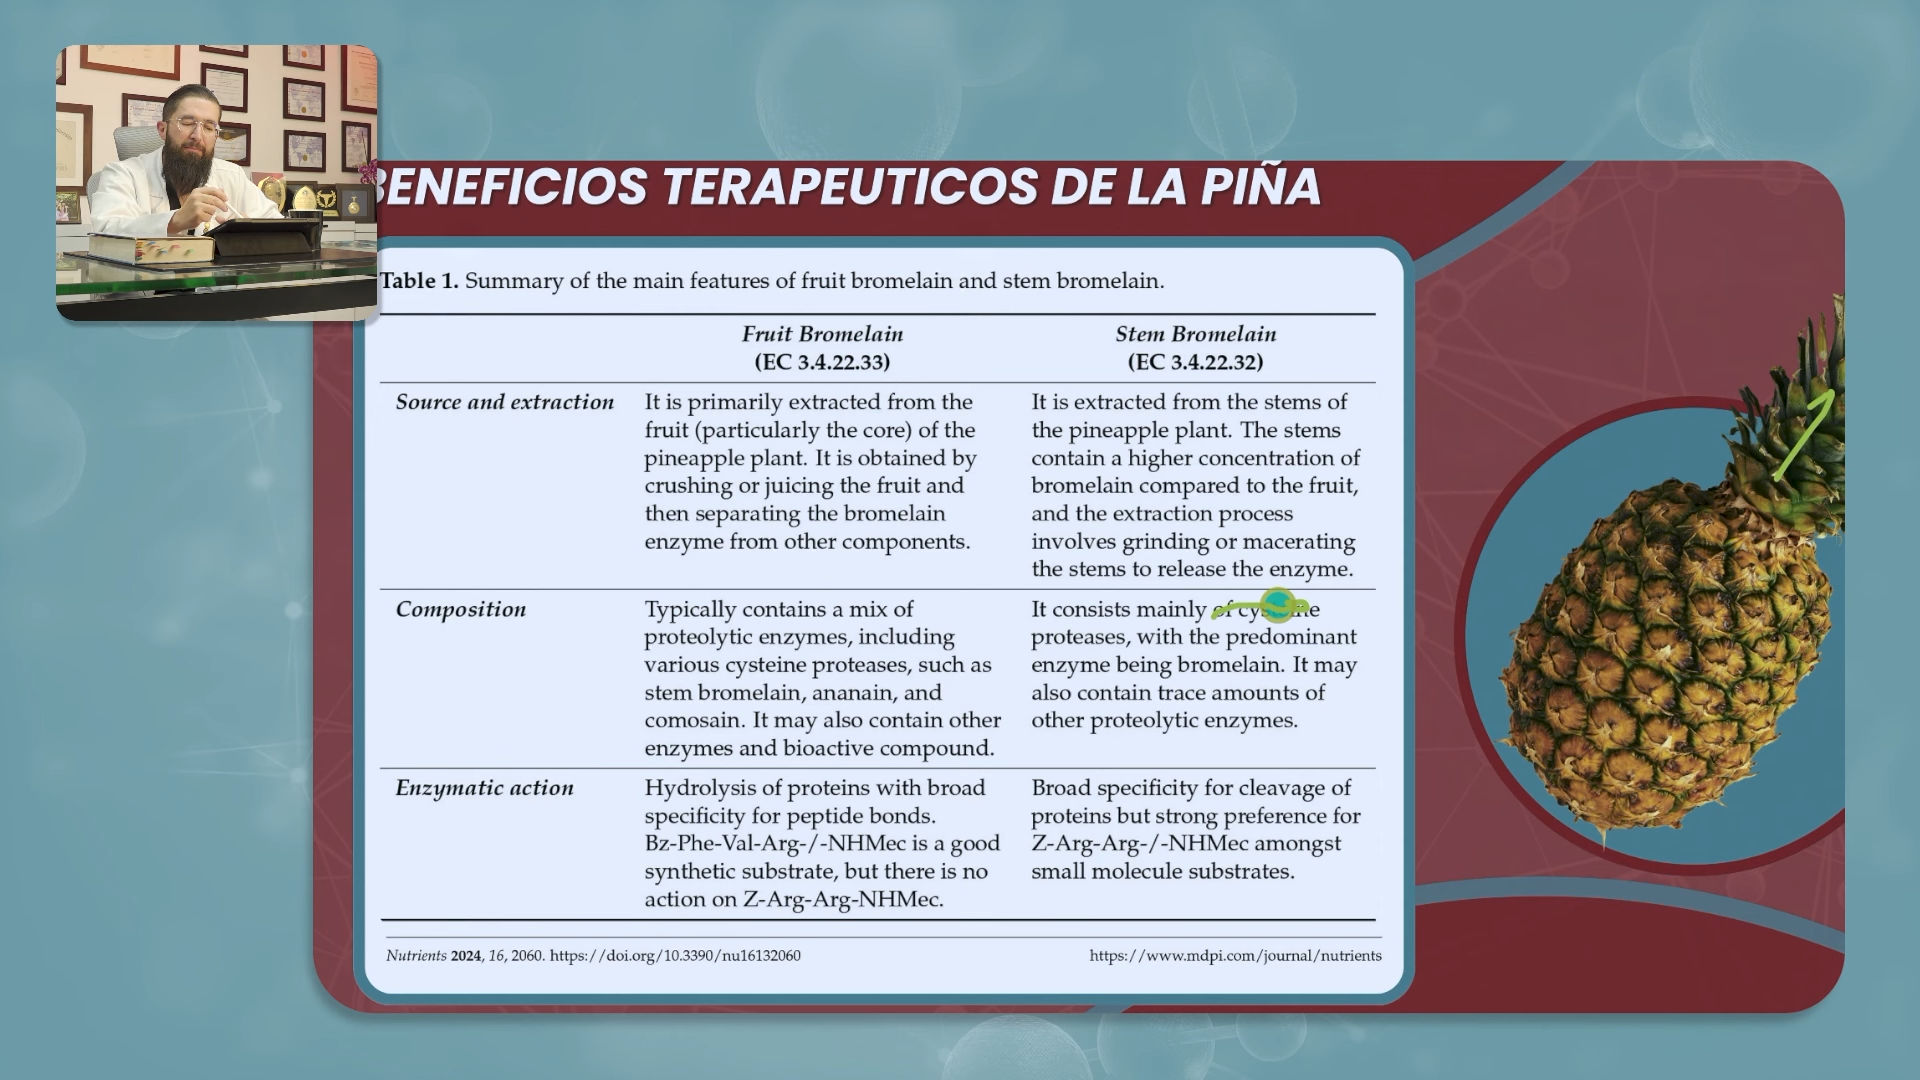 BENEFICIOS TERAPEUTICOS DE LA PIÑA
Table 1. Summary of the main features of fruit bromelain and stem bromelain.
Fruit Bromelain
(EC 3.4.22.33)
Stem Bromelain
(EC 3.4.22.32)
Source and extraction
It is primarily extracted from the
fruit (particularly the core) of the
pineapple plant. It is obtained by
crushing or juicing the fruit and
then separating the bromelain
enzyme from other components.
It is extracted from the stems of
the pineapple plant. The stems
contain a higher concentration of
bromelain compared to the fruit,
and the extraction process
involves grinding or macerating
the stems to release the enzyme.
Composition
Typically contains a mix of
proteolytic enzymes, including
various cysteine proteases, such as
stem bromelain, ananain, and
comosain. It may also contain other
enzymes and bioactive compound.
It consists mainly of cysteine
proteases, with the predominant
enzyme being bromelain. It may
also contain trace amounts of
other proteolytic enzymes.
Enzymatic action
Hydrolysis of proteins with broad
specificity for peptide bonds.
Bz-Phe-Val-Arg-/-NHMec is a good
synthetic substrate, but there is no
action on Z-Arg-Arg-NHMec.
Broad specificity for cleavage of
proteins but strong preference for
Z-Arg-Arg-/-NHMec amongst
small molecule substrates.
Nutrients 2024, 16, 2060. https://doi.org/10.3390/nu16132060
https://www.mdpi.com/journal/nutrients